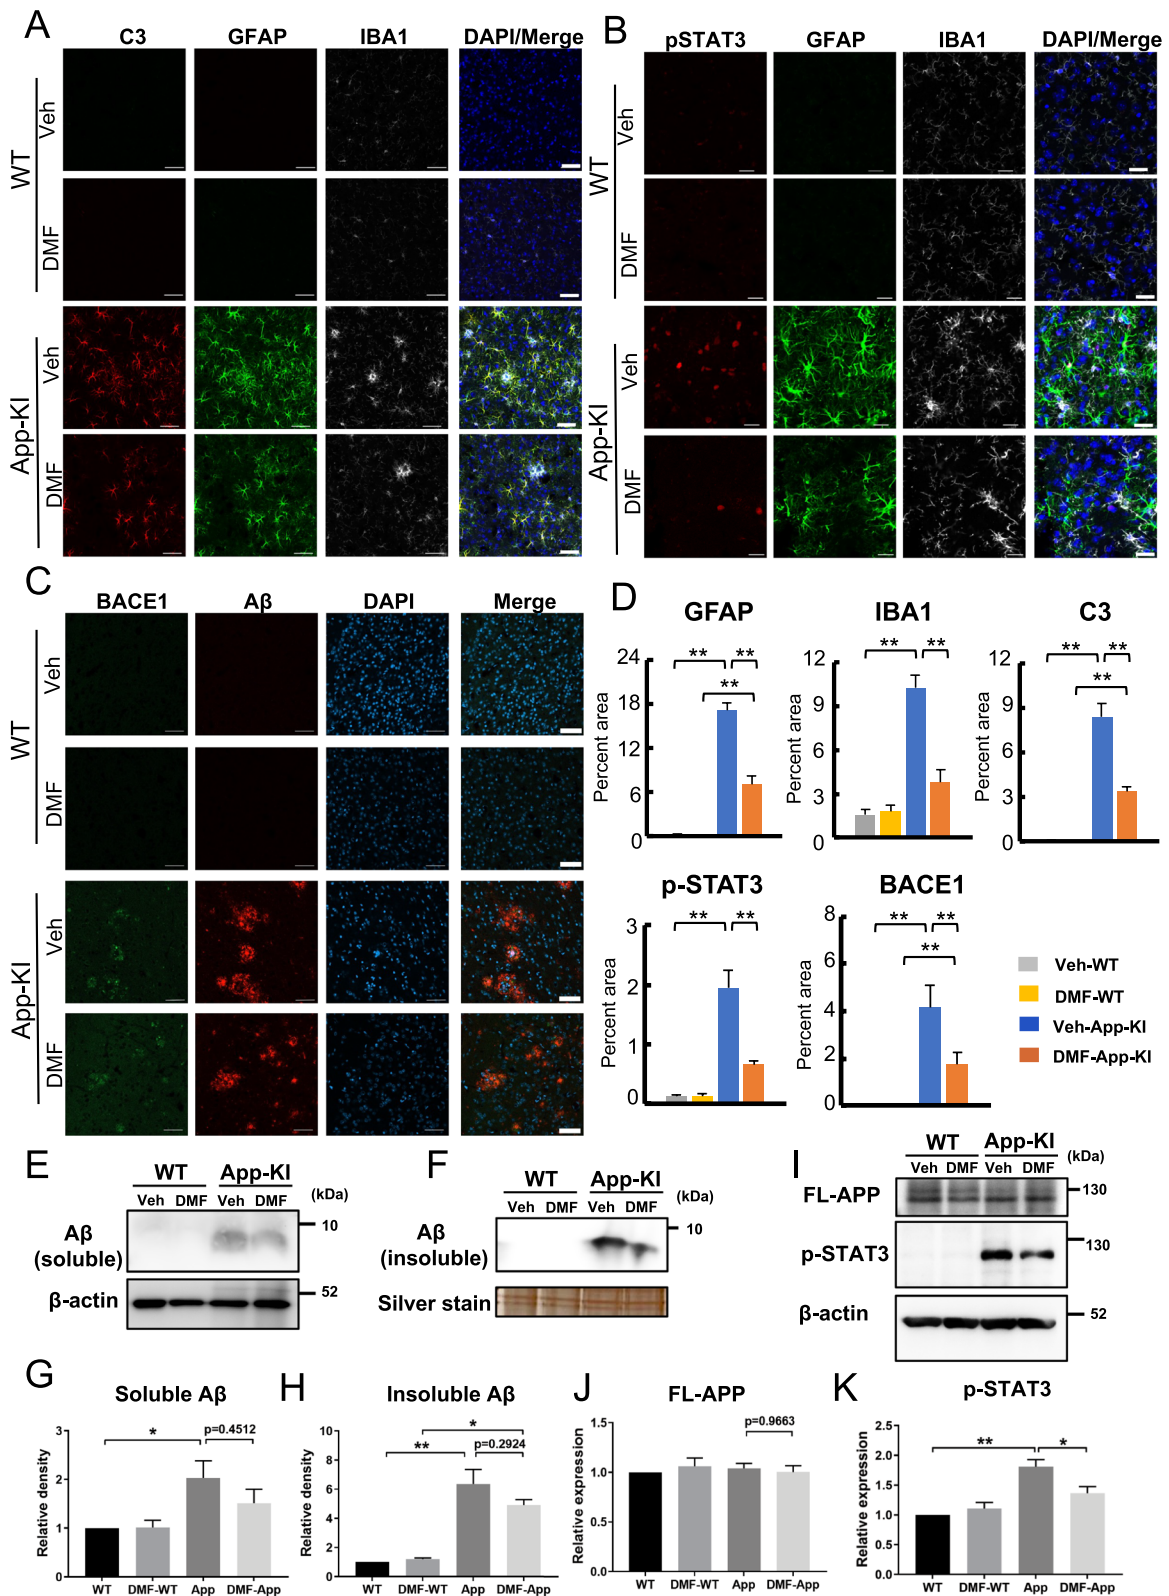 A
C3 GFAP IBA1 DAPI/Merge
WT
Veh
DMF
App-KI
Veh
DMF
B
pSTAT3 GFAP IBA1 DAPI/Merge
WT
Veh
DMF
App-KI
Veh
DMF
C
BACE1 Aβ DAPI Merge
WT
Veh
DMF
App-KI
Veh
DMF
D
GFAP
Percent area
24
18
12
6
0
** **
**
IBA1
Percent area
12
9
6
3
0
** **
C3
Percent area
12
9
6
3
0
** **
**
p-STAT3
Percent area
3
2
1
0
** **
BACE1
Percent area
8
6
4
2
0
** **
**
Veh-WT
DMF-WT
Veh-App-KI
DMF-App-KI
E
WT App-KI
Veh DMF Veh DMF (kDa)
Aβ
(soluble)
10
β-actin
52
F
WT App-KI
Veh DMF Veh DMF (kDa)
Aβ
(insoluble)
10
Silver stain
I
WT App-KI
Veh DMF Veh DMF (kDa)
FL-APP
130
p-STAT3
130
β-actin
52
G
Soluble Aβ
Relative density
3
2
1
0
*
p=0.4512
WT DMF-WT App DMF-App
H
Insoluble Aβ
Relative density
10
8
6
4
2
0
*
** p=0.2924
WT DMF-WT App DMF-App
J
FL-APP
Relative expression
1.5
1.0
0.5
0.0
p=0.9663
WT DMF-WT App DMF-App
K
p-STAT3
Relative expression
2.5
2.0
1.5
1.0
0.5
0.0
** *
WT DMF-WT App DMF-App